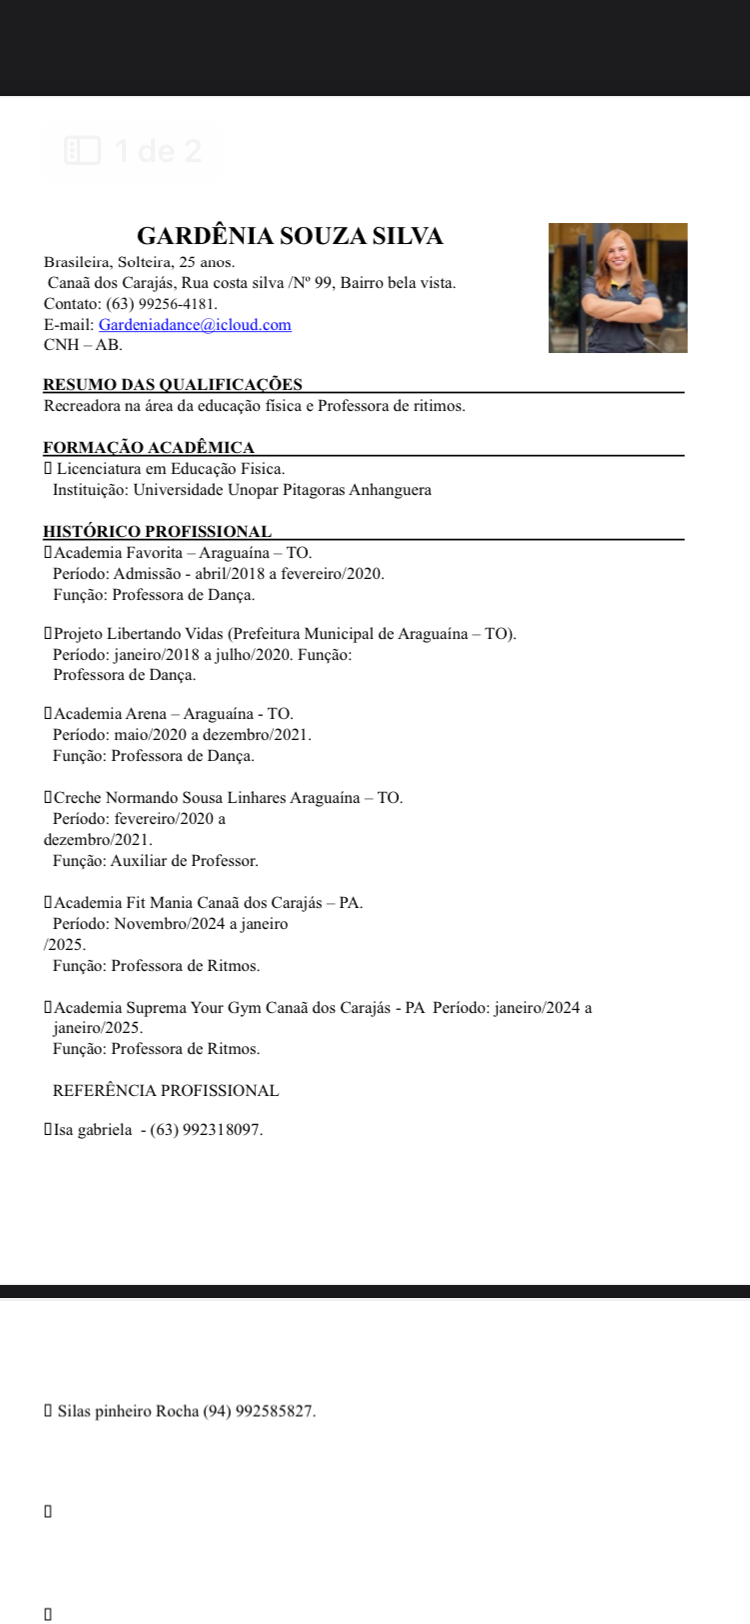 1 de 2
GARDÊNIA SOUZA SILVA
Brasileira, Solteira, 25 anos.
Canaã dos Carajás, Rua costa silva /Nº 99, Bairro bela vista.
Contato: (63) 99256-4181.
E-mail: Gardeniadance@icloud.com
CNH – AB.
RESUMO DAS QUALIFICAÇÕES
Recreadora na área da educação física e Professora de ritimos.
FORMAÇÃO ACADÊMICA
Licenciatura em Educação Fisica.
Instituição: Universidade Unopar Pitagoras Anhanguera
HISTÓRICO PROFISSIONAL
Academia Favorita – Araguaína – TO.
Período: Admissão - abril/2018 a fevereiro/2020.
Função: Professora de Dança.
Projeto Libertando Vidas (Prefeitura Municipal de Araguaína – TO).
Período: janeiro/2018 a julho/2020. Função:
Professora de Dança.
Academia Arena – Araguaína - TO.
Período: maio/2020 a dezembro/2021.
Função: Professora de Dança.
Creche Normando Sousa Linhares Araguaína – TO.
Período: fevereiro/2020 a
dezembro/2021.
Função: Auxiliar de Professor.
Academia Fit Mania Canaã dos Carajás – PA.
Período: Novembro/2024 a janeiro
/2025.
Função: Professora de Ritmos.
Academia Suprema Your Gym Canaã dos Carajás - PA  Período: janeiro/2024 a
janeiro/2025.
Função: Professora de Ritmos.
REFERÊNCIA PROFISSIONAL
Isa gabriela  - (63) 992318097.
Silas pinheiro Rocha (94) 992585827.